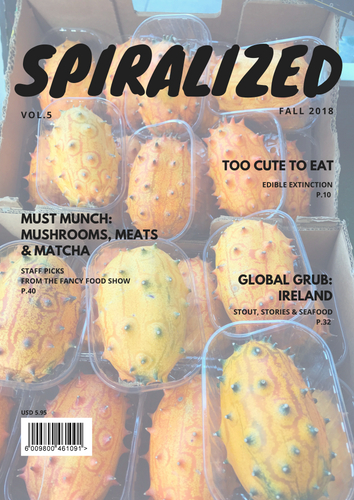 SPIRALIZED
VOL.5
FALL 2018
TOO CUTE TO EAT
EDIBLE EXTINCTION
P.10
MUST MUNCH:
MUSHROOMS, MEATS
& MATCHA
STAFF PICKS
FROM THE FANCY FOOD SHOW
P.40
GLOBAL GRUB:
IRELAND
STOUT, STORIES & SEAFOOD
P.32
USD 5.95
6 009800 461091 >